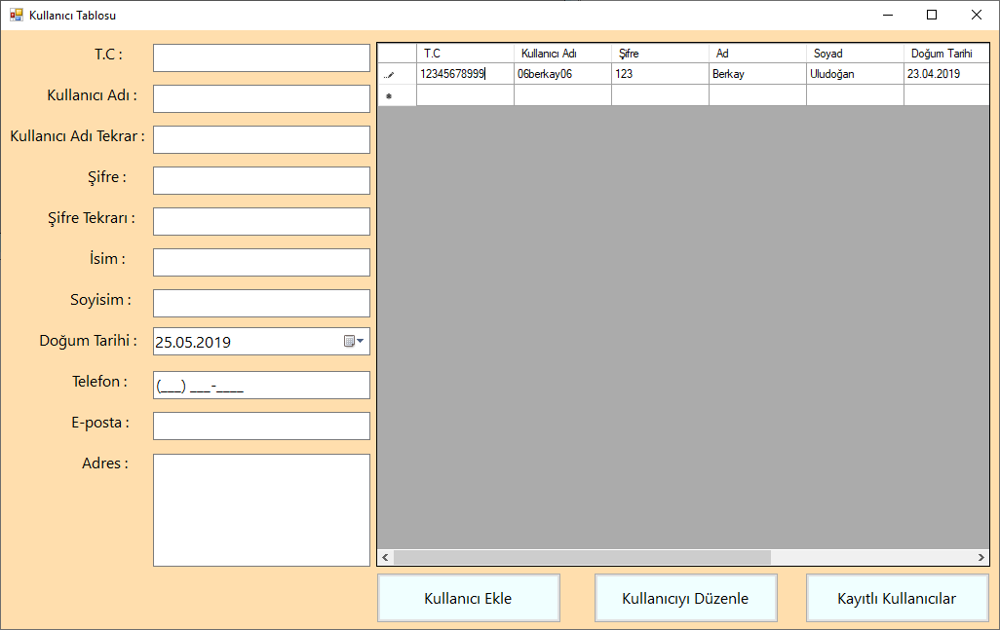 Kullanıcı Tablosu
T.C :
Kullanıcı Adı :
Kullanıcı Adı Tekrar :
Şifre :
Şifre Tekrarı :
İsim :
Soyisim :
Doğum Tarihi : 25.05.2019
Telefon : (___) ___-____
E-posta :
Adres :
T.C Kullanıcı Adı Şifre Ad Soyad Doğum Tarihi
12345678999 06berkay06 123 Berkay Uludoğan 23.04.2019
Kullanıcı Ekle Kullanıcıyı Düzenle Kayıtlı Kullanıcılar